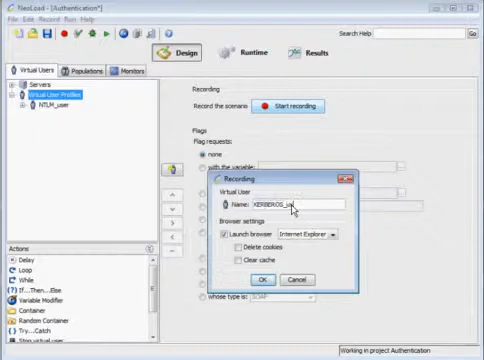 NeoLoad - [Authentication*]
File Edit Record Run Help
Search Help
Go
Design
Runtime
Results
Virtual Users
Populations
Monitors
Servers
Virtual User Profiles
NTLM_user
Recording
Record the scenario
Start recording
Flags
Flag requests:
none
with the variable:
Recording
Virtual User
Name:
Browser settings
Launch browser
Internet Explorer
Delete cookies
Clear cache
OK
Cancel
whose type is:
SOAP
Actions
Delay
Loop
While
If...Then...Else
Variable Modifier
Container
Random Container
Try...Catch
Stop virtual user
Working in project Authentication